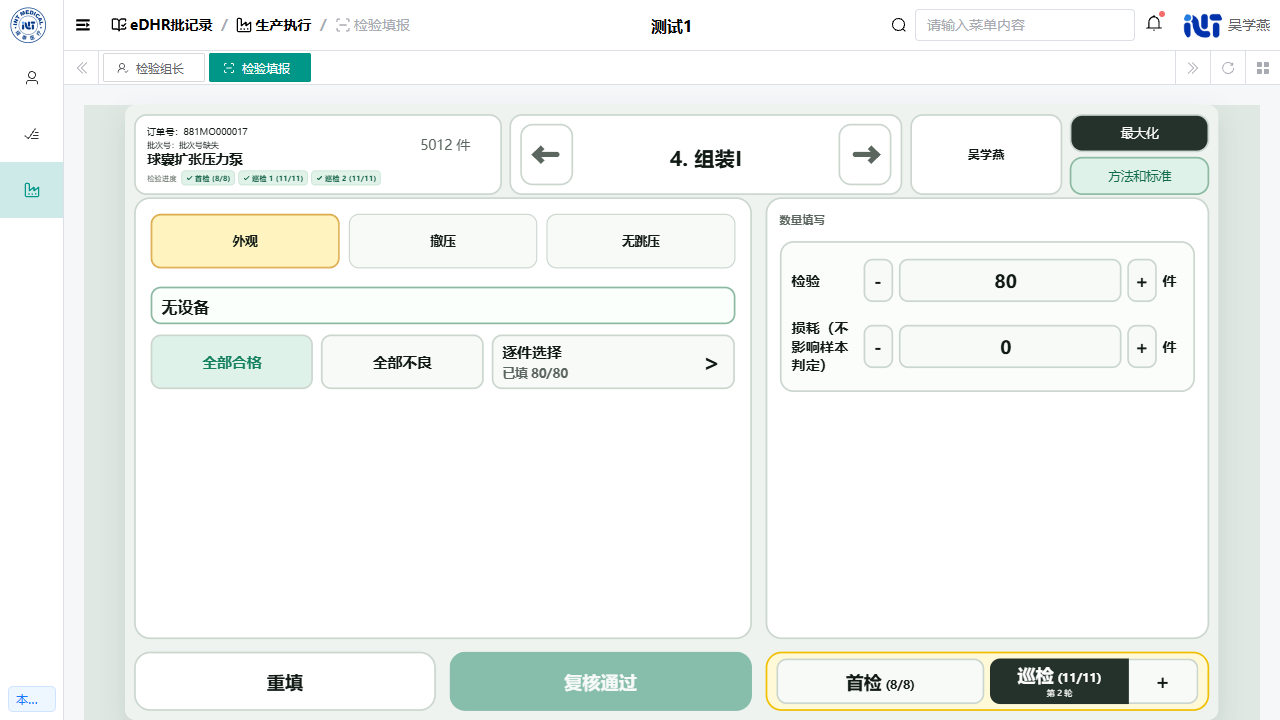 eDHR批记录 / 生产执行 / 检验填报
测试1
请输入菜单内容
吴学燕
检验组长
检验填报
订单号：881MO000017
批次号：批次号缺失
球囊扩张压力泵
检验进度 ✓ 首检 (8/8) ✓ 巡检 1 (11/11) ✓ 巡检 2 (11/11)
5012 件
4. 组装Ⅰ
吴学燕
最大化
方法和标准
外观
撤压
无跳压
无设备
全部合格
全部不良
逐件选择
已填 80/80
>
数量填写
检验 - 80 + 件
损耗（不影响样本判定） - 0 + 件
重填
复核通过
首检 (8/8)
巡检 (11/11)
第 2 轮
+
本...